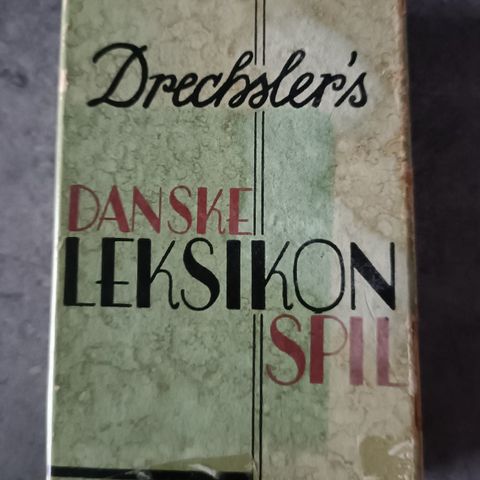 Drechsler's
DANSKE
LEKSIKON
SPIL